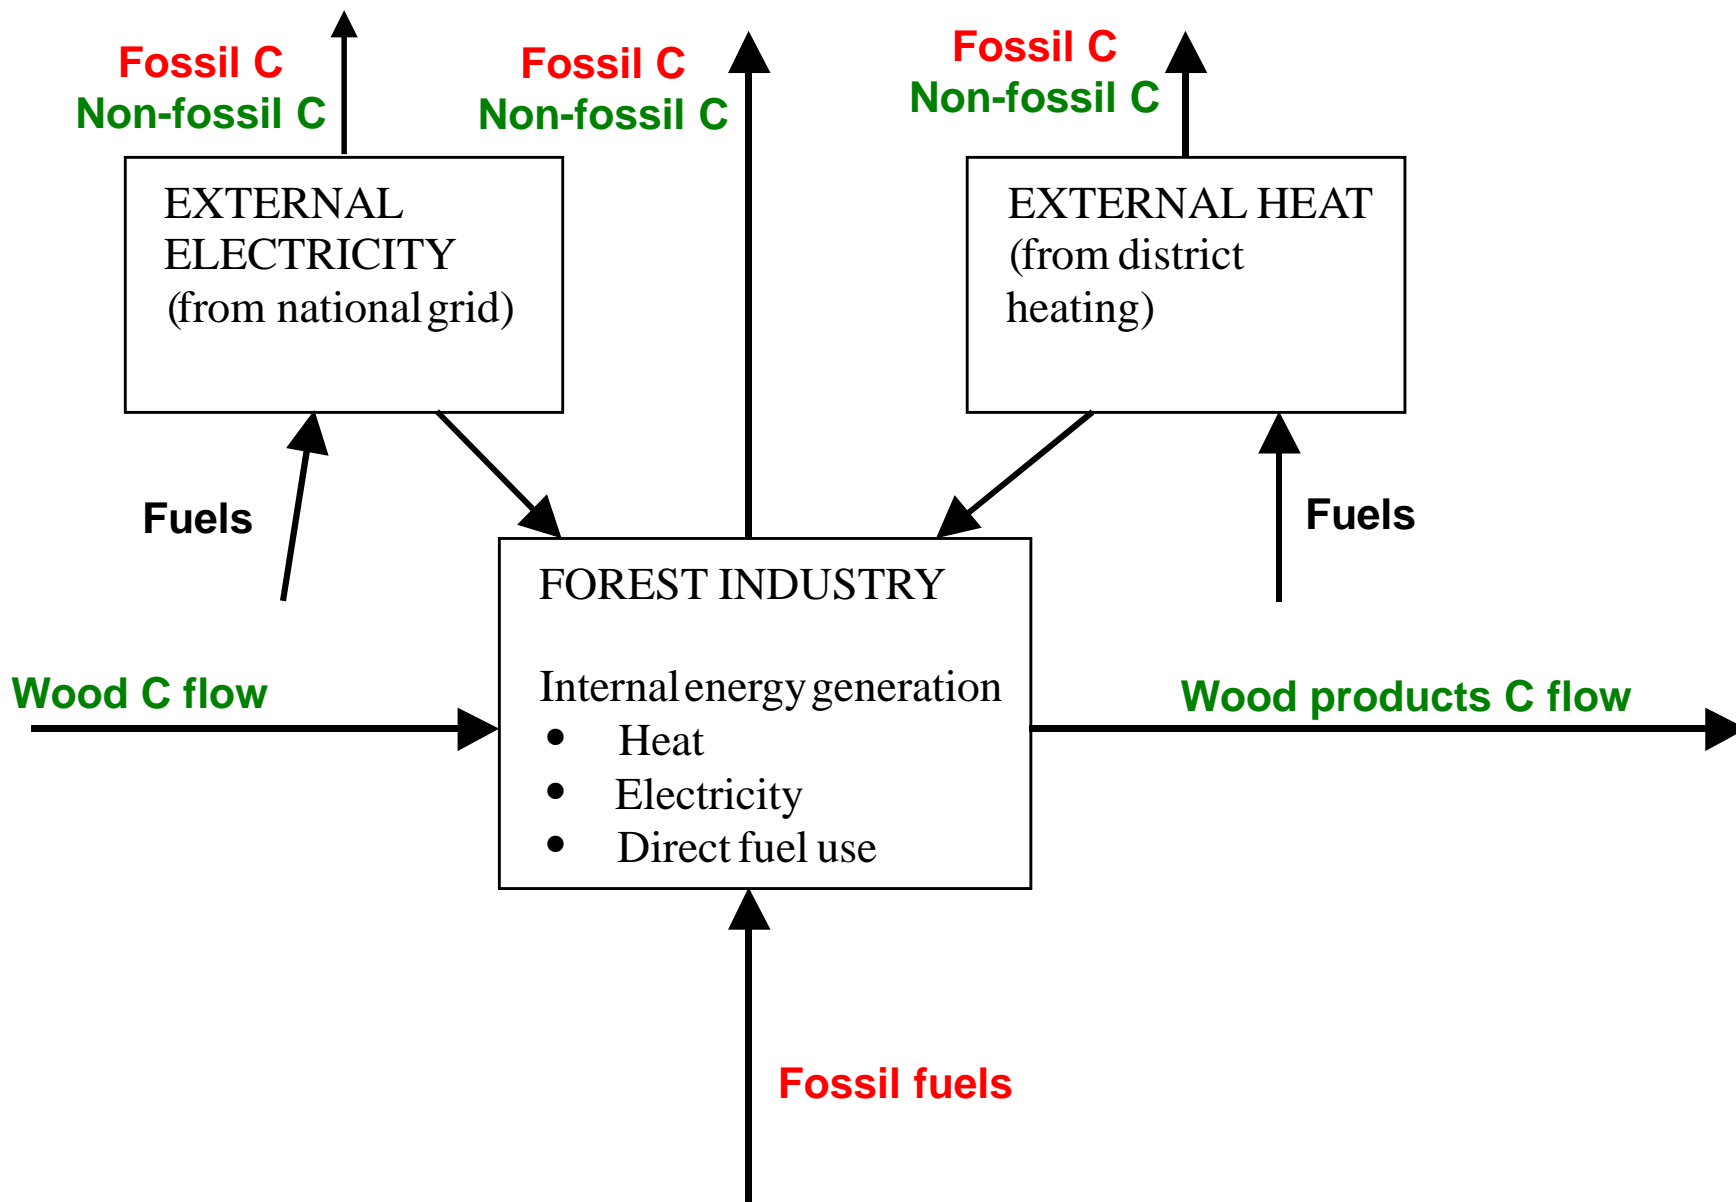 Fossil C
Non-fossil C
Fossil C
Non-fossil C
Fossil C
Non-fossil C
EXTERNAL
ELECTRICITY
(from national grid)
EXTERNAL HEAT
(from district
heating)
Fuels
Fuels
FOREST INDUSTRY
Internal energy generation
• Heat
• Electricity
• Direct fuel use
Wood C flow
Wood products C flow
Fossil fuels